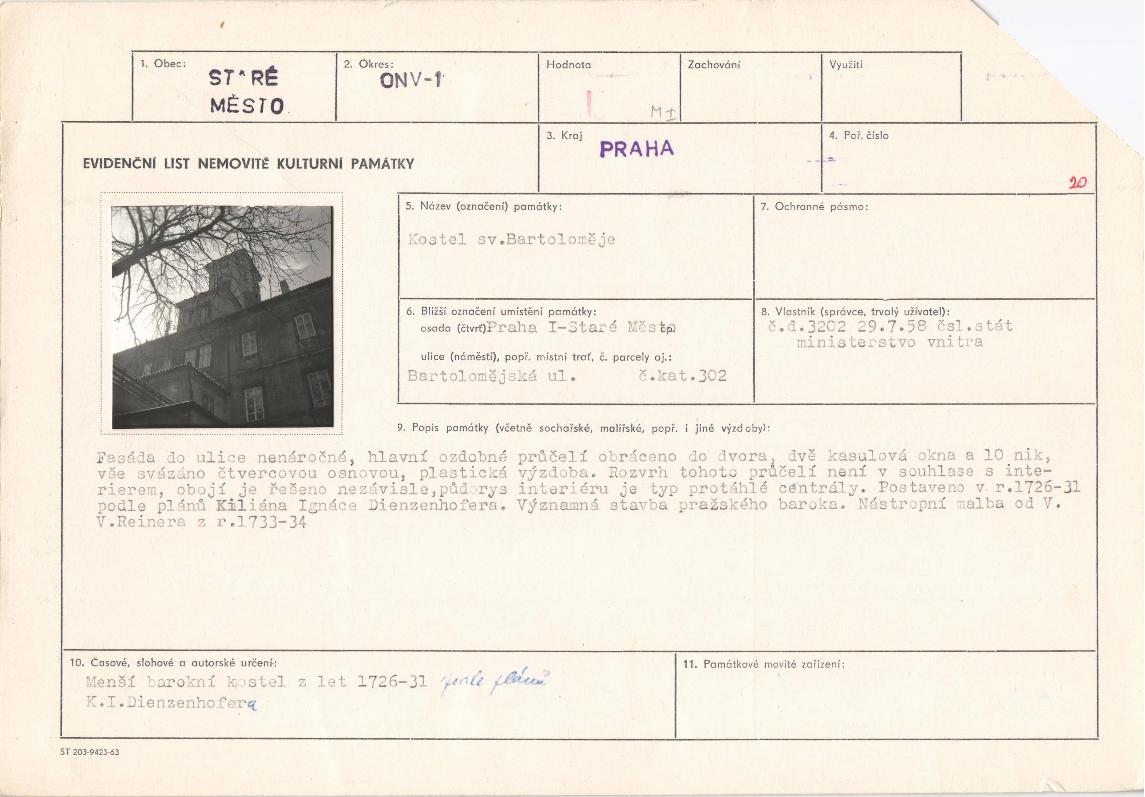 1. Obec:
ST^RÉ
MĚSTO
2. Okres:
ONV-1
Hodnota
MI
Zachování
Využití
3. Kraj
PRAHA
4. Poř. číslo
20
EVIDENČNÍ LIST NEMOVITÉ KULTURNÍ PAMÁTKY
5. Název (označení) památky:
Kostel sv.Bartoloměje
7. Ochranné pásmo:
6. Bližší označení umístění památky:
osada (čtvrť) Praha I-Staré Město čp.
ulice (náměstí), popř. místní trať, č. parcely aj.:
Bartolomějská ul. č.kat.302
8. Vlastník (správce, trvalý uživatel):
č.d.3202 29.7.58 čsl.stát
ministerstvo vnitra
9. Popis památky (včetně sochařské, malířské, popř. i jiné výzdoby):
Fasáda do ulice nenáročná, hlavní ozdobné průčelí obráceno do dvora, dvě kasulová okna a 10 nik,
vše svázáno čtvercovou osnovou, plastická výzdoba. Rozvrh tohoto průčelí není v souhlase s inte-
rierem, obojí je řešeno nezávisle,půdorys interiéru je typ protáhlé centrály. Postaveno v r.1726-31
podle plánů Kiliána Ignáce Dienzenhofera. Významná stavba pražského baroka. Nástropní malba od V.
V.Reinera z r.1733-34
10. Časové, slohové a autorské určení:
Menší barokní kostel z let 1726-31 podle plánů
K.I.Dienzenhofera
11. Památkové movité zařízení:
ST 203-9423-63